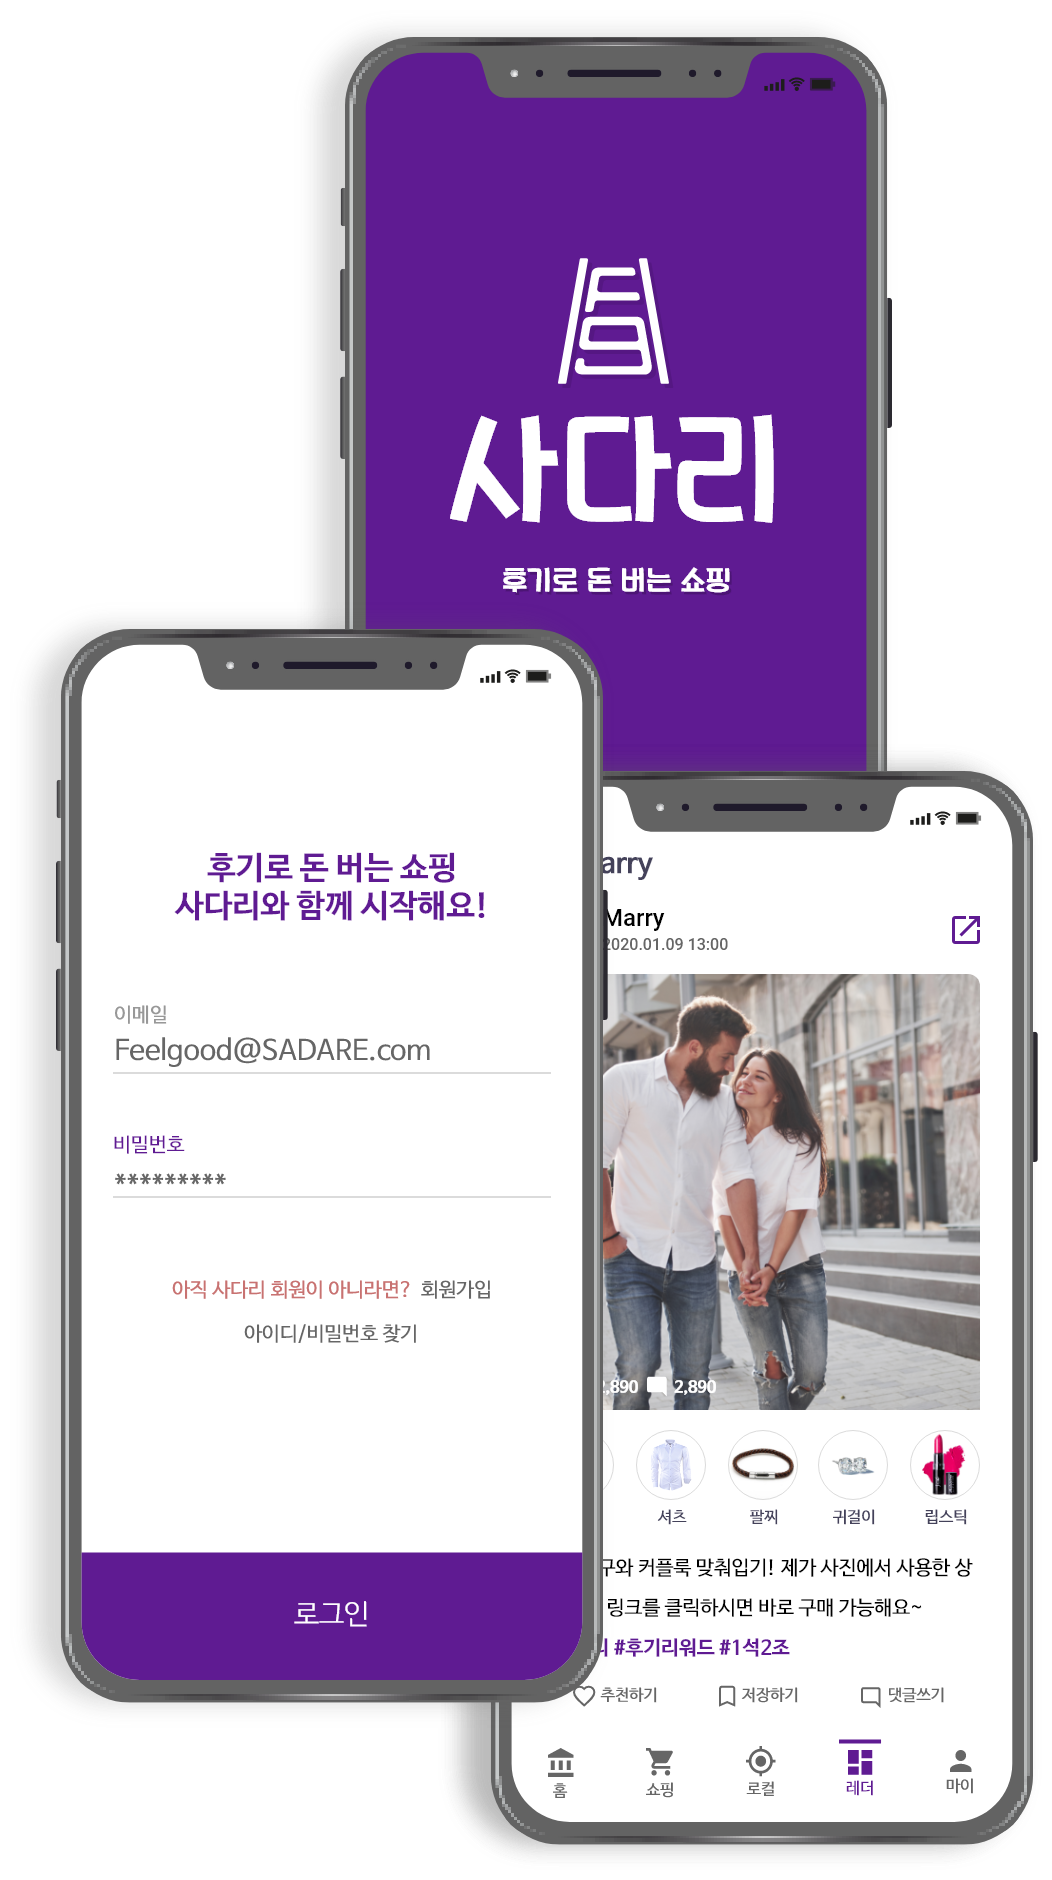 사다리
후기로 돈 버는 쇼핑
후기로 돈 버는 쇼핑
사다리와 함께 시작해요!
이메일
Feelgood@SADARE.com
비밀번호
*********
아직 사다리 회원이 아니라면? 회원가입
아이디/비밀번호 찾기
로그인
arry
Marry
2020.01.09 13:00
2,890 2,890
셔츠 팔찌 귀걸이 립스틱
구와 커플룩 맞춰입기! 제가 사진에서 사용한 상
링크를 클릭하시면 바로 구매 가능해요~
#후기리워드 #1석2조
추천하기 저장하기 댓글쓰기
홈 쇼핑 로컬 레더 마이